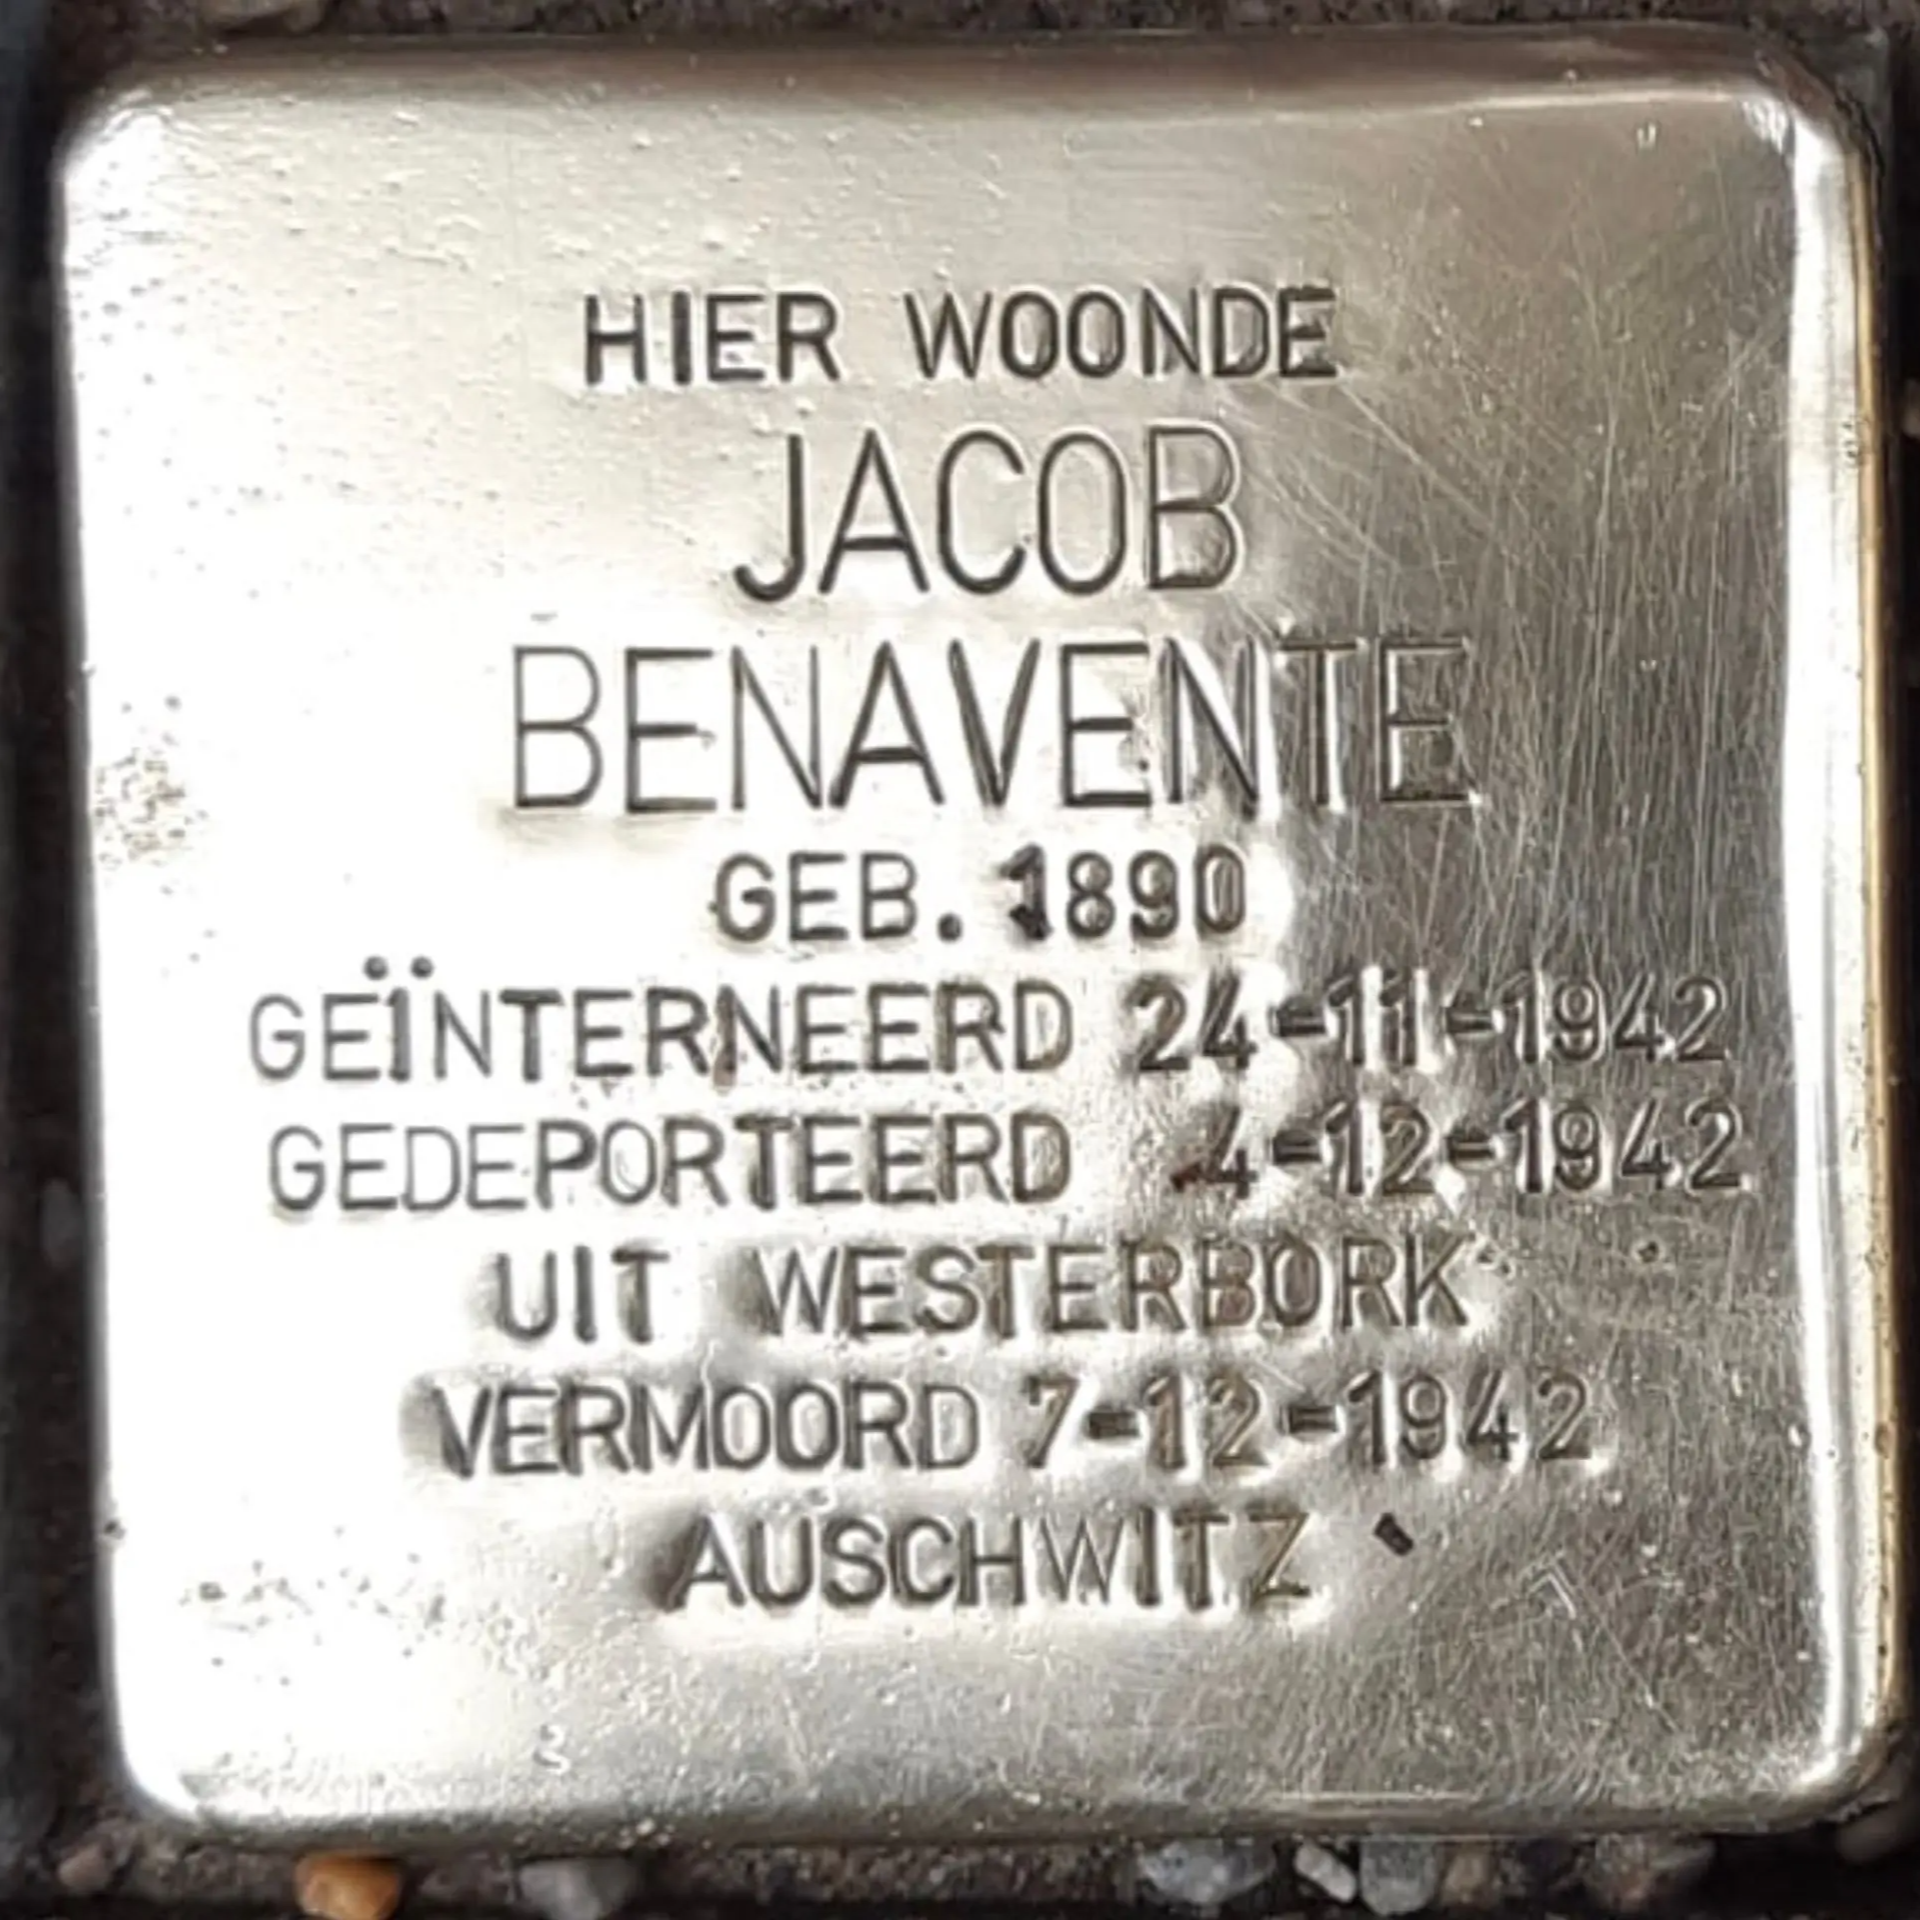 HIER WOONDE
JACOB
BENAVENTE
GEB. 1890
GEÏNTERNEERD 24-11-1942
GEDEPORTEERD 4-12-1942
UIT WESTERBORK
VERMOORD 7-12-1942
AUSCHWITZ